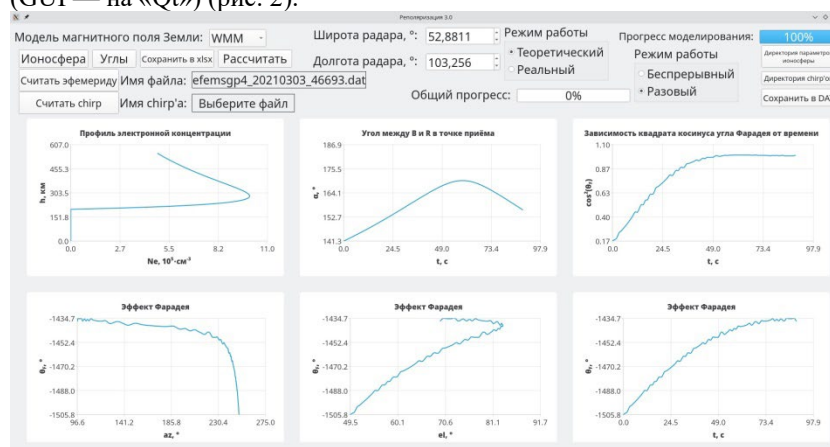 (GUI — на «Qt») (рис. 2).
Реполяризация 3.0
Модель магнитного поля Земли: WMM
Широта радара, °: 52,8811
Режим работы
Прогресс моделирования: 100%
Ионосфера Углы Сохранить в xlsx Рассчитать
Долгота радара, °: 103,256
Теоретический
Реальный
Режим работы
Беспрерывный
Разовый
Директория параметро
ионосферы
Директория chirp'о
Сохранить в DA
Считать эфемериду Имя файла: efemsgp4_20210303_46693.dat
Считать chirp Имя chirp'а: Выберите файл
Общий прогресс: 0%
Профиль электронной концентрации
607.0
455.3
303.5
151.8
0.0
h, км
0.0 2.7 5.5 8.2 11.0
Ne, 10⁵·см⁻³
Угол между B и R в точке приёма
186.9
175.5
164.1
152.7
141.3
α, °
0.0 24.5 49.0 73.4 97.9
t, с
Зависимость квадрата косинуса угла Фарадея от времени
1.10
0.87
0.63
0.40
0.17
cos²(θ₂)
0.0 24.5 49.0 73.4 97.9
t, с
Эффект Фарадея
-1434.7
-1452.4
-1470.2
-1488.0
-1505.8
96.6 141.2 185.8 230.4 275.0
az, °
Эффект Фарадея
-1434.7
-1452.4
-1470.2
-1488.0
-1505.8
49.5 60.1 70.6 81.1 91.7
el, °
Эффект Фарадея
-1434.7
-1452.4
-1470.2
-1488.0
-1505.8
0.0 24.5 49.0 73.4 97.9
t, с